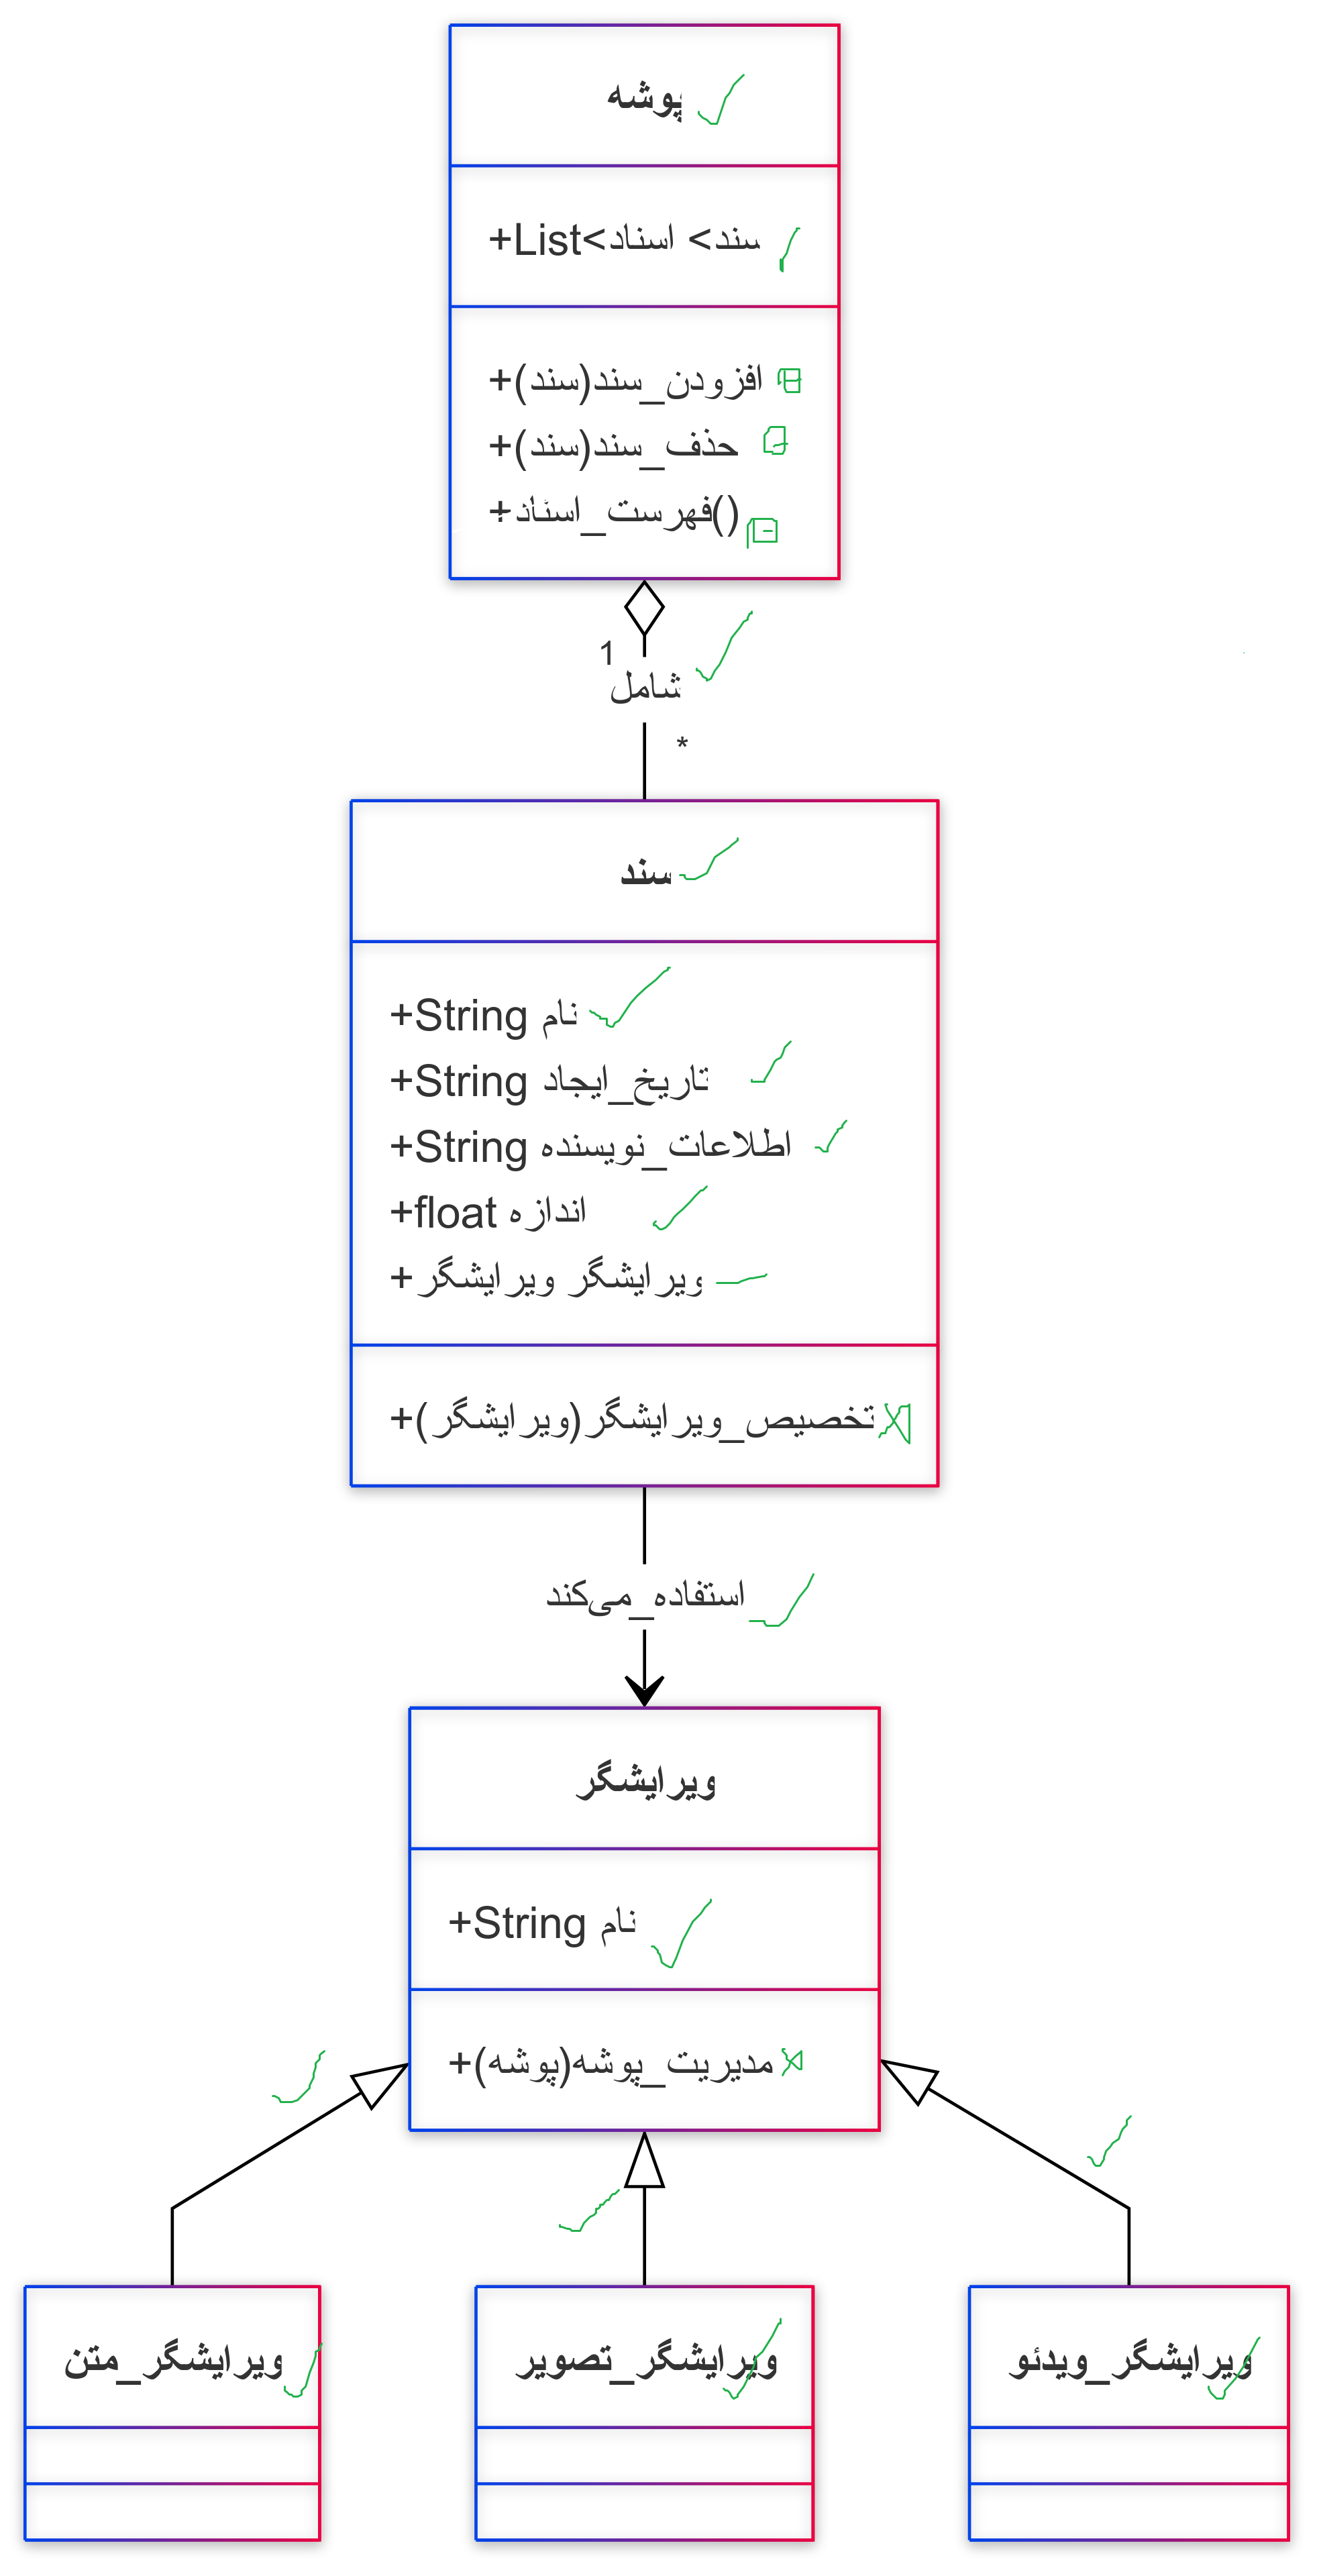 پوشه
+List<سند> اسناد
+افزودن_سند(سند)
+حذف_سند(سند)
+فهرست_اسناد()
1
شامل
*
سند
+String نام
+String تاریخ_ایجاد
+String اطلاعات_نویسنده
+float اندازه
+ویرایشگر ویرایشگر
+تخصیص_ویرایشگر(ویرایشگر)
استفاده_می‌کند
ویرایشگر
+String نام
+مدیریت_پوشه(پوشه)
ویرایشگر_متن
ویرایشگر_تصویر
ویرایشگر_ویدئو